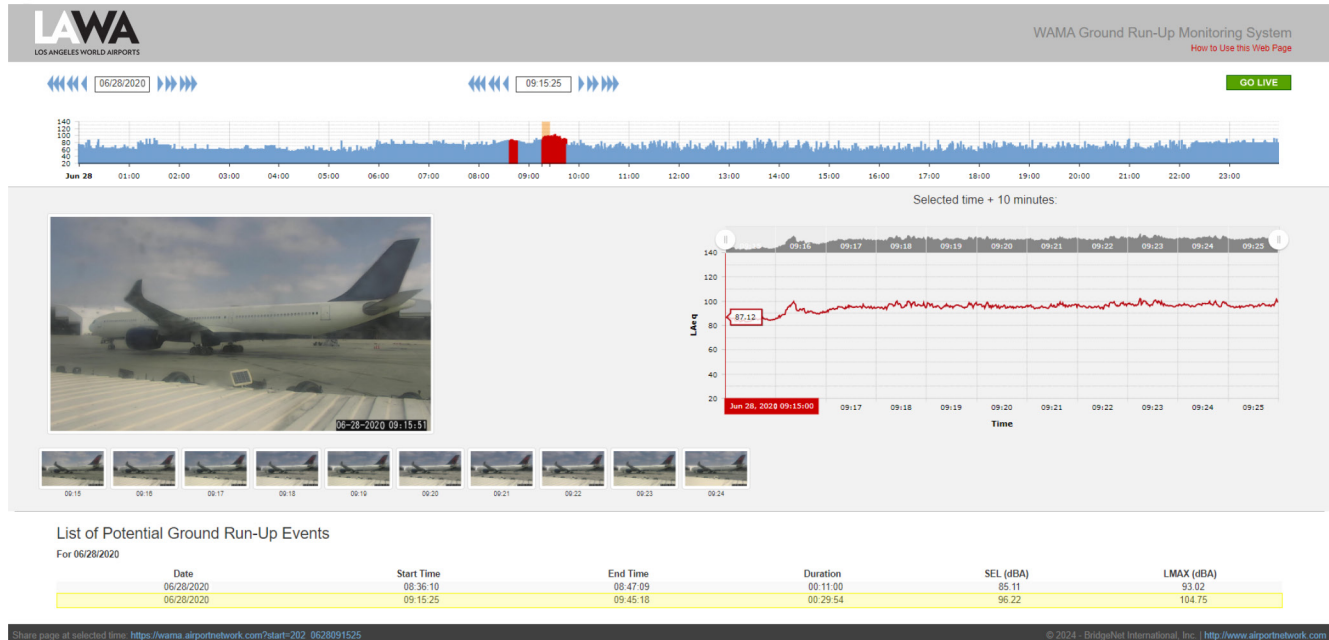 LAWA
LOS ANGELES WORLD AIRPORTS
WAMA Ground Run-Up Monitoring System
How to Use this Web Page
06/28/2020
09:15:25
GO LIVE
140
120
100
80
60
40
20
Jun 28 01:00 02:00 03:00 04:00 05:00 06:00 07:00 08:00 09:00 10:00 11:00 12:00 13:00 14:00 15:00 16:00 17:00 18:00 19:00 20:00 21:00 22:00 23:00
Selected time + 10 minutes:
09:16 09:17 09:18 09:19 09:20 09:21 09:22 09:23 09:24 09:25
140
120
100
80
60
40
20
LAeq
87.12
Jun 28, 2020 09:15:00 09:17 09:18 09:19 09:20 09:21 09:22 09:23 09:24 09:25
Time
06-28-2020 09:15:51
09:15 09:16 09:17 09:18 09:19 09:20 09:21 09:22 09:23 09:24
List of Potential Ground Run-Up Events
For 06/28/2020
Date Start Time End Time Duration SEL (dBA) LMAX (dBA)
06/28/2020 08:36:10 08:47:09 00:11:00 85.11 93.02
06/28/2020 09:15:25 09:45:18 00:29:54 96.22 104.75
Share page at selected time: https://wama.airportnetwork.com?start=202_0628091525
© 2024 - BridgeNet International, Inc. | http://www.airportnetwork.com